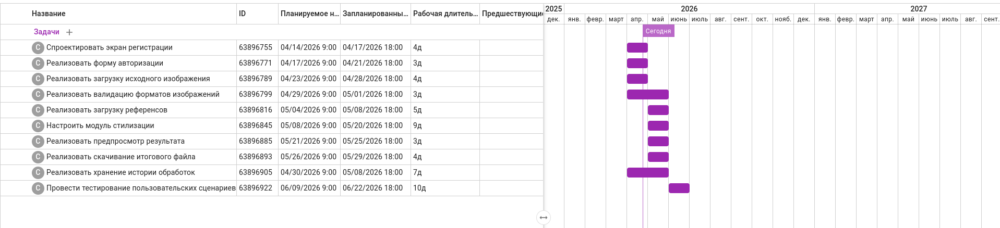 Название ID Планируемое н... Запланированны... Рабочая длитель... Предшествующие 2025 2026 2027
дек. янв. февр. март апр. май июнь июль авг. сент. окт. нояб. дек. янв. февр. март апр. май июнь июль авг. сент.
Задачи + Сегодня
С Спроектировать экран регистрации 63896755 04/14/2026 9:00 04/17/2026 18:00 4д
С Реализовать форму авторизации 63896771 04/17/2026 9:00 04/21/2026 18:00 3д
С Реализовать загрузку исходного изображения 63896789 04/23/2026 9:00 04/28/2026 18:00 4д
С Реализовать валидацию форматов изображений 63896799 04/29/2026 9:00 05/01/2026 18:00 3д
С Реализовать загрузку референсов 63896816 05/04/2026 9:00 05/08/2026 18:00 5д
С Настроить модуль стилизации 63896845 05/08/2026 9:00 05/20/2026 18:00 9д
С Реализовать предпросмотр результата 63896885 05/21/2026 9:00 05/25/2026 18:00 3д
С Реализовать скачивание итогового файла 63896893 05/26/2026 9:00 05/29/2026 18:00 4д
С Реализовать хранение истории обработок 63896905 04/30/2026 9:00 05/08/2026 18:00 7д
С Провести тестирование пользовательских сценариев 63896922 06/09/2026 9:00 06/22/2026 18:00 10д